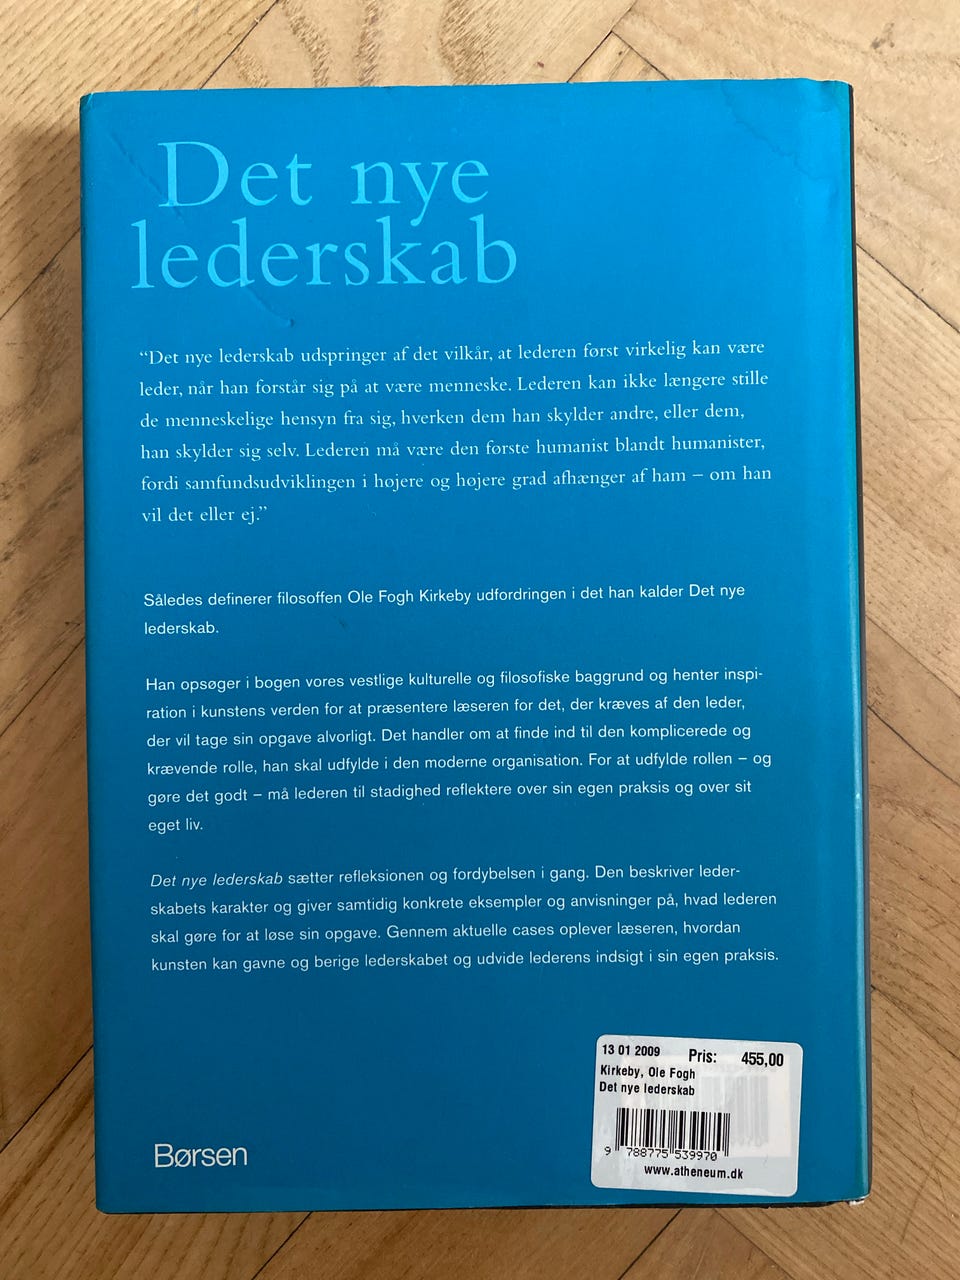 Det nye
lederskab
“Det nye lederskab udspringer af det vilkår, at lederen først virkelig kan være
leder, når han forstår sig på at være menneske. Lederen kan ikke længere stille
de menneskelige hensyn fra sig, hverken dem han skylder andre, eller dem,
han skylder sig selv. Lederen må være den første humanist blandt humanister,
fordi samfundsudviklingen i højere og højere grad afhænger af ham – om han
vil det eller ej.”
Således definerer filosoffen Ole Fogh Kirkeby udfordringen i det han kalder Det nye
lederskab.
Han opsøger i bogen vores vestlige kulturelle og filosofiske baggrund og henter inspi-
ration i kunstens verden for at præsentere læseren for det, der kræves af den leder,
der vil tage sin opgave alvorligt. Det handler om at finde ind til den komplicerede og
krævende rolle, han skal udfylde i den moderne organisation. For at udfylde rollen – og
gøre det godt – må lederen til stadighed reflektere over sin egen praksis og over sit
eget liv.
Det nye lederskab sætter refleksionen og fordybelsen i gang. Den beskriver leder-
skabets karakter og giver samtidig konkrete eksempler og anvisninger på, hvad lederen
skal gøre for at løse sin opgave. Gennem aktuelle cases oplever læseren, hvordan
kunsten kan gavne og berige lederskabet og udvide lederens indsigt i sin egen praksis.
13 01 2009 Pris: 455,00
Kirkeby, Ole Fogh
Det nye lederskab
9 788775 539970
www.atheneum.dk
Børsen